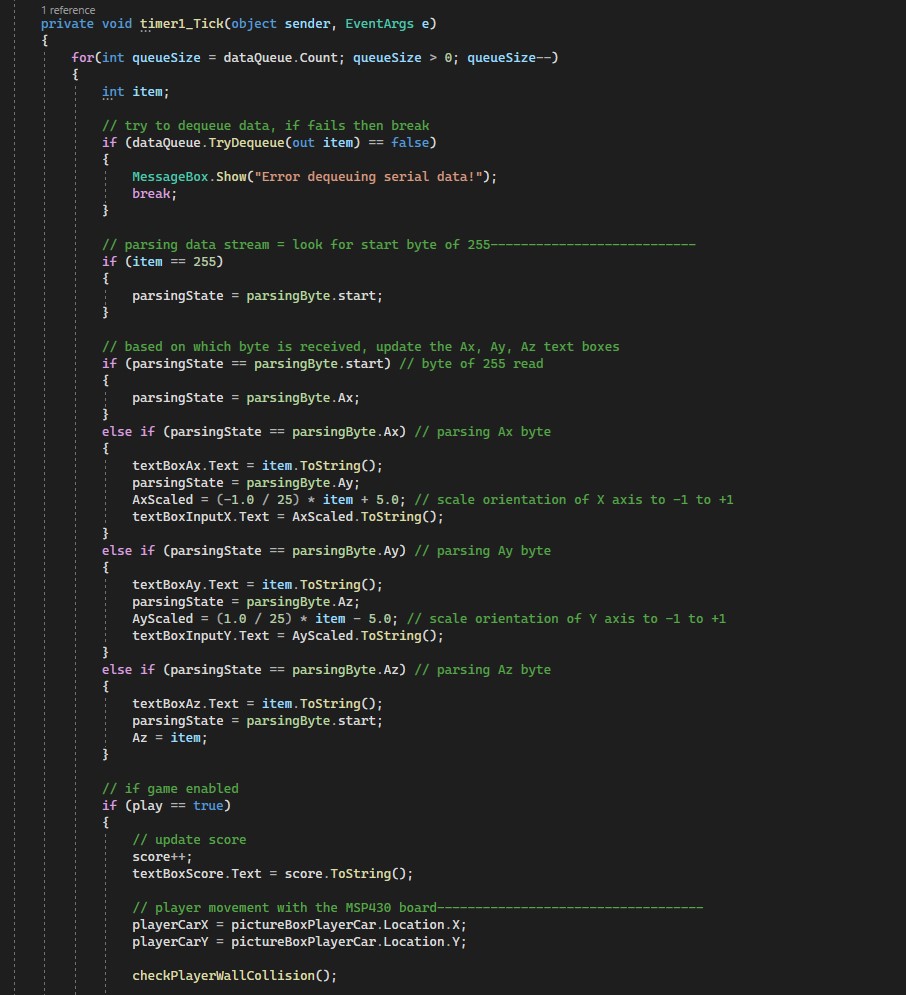 1 reference
private void timer1_Tick(object sender, EventArgs e)
{
for(int queueSize = dataQueue.Count; queueSize > 0; queueSize--)
{
int item;
// try to dequeue data, if fails then break
if (dataQueue.TryDequeue(out item) == false)
{
MessageBox.Show("Error dequeuing serial data!");
break;
}
// parsing data stream = look for start byte of 255---------------------------
if (item == 255)
{
parsingState = parsingByte.start;
}
// based on which byte is received, update the Ax, Ay, Az text boxes
if (parsingState == parsingByte.start) // byte of 255 read
{
parsingState = parsingByte.Ax;
}
else if (parsingState == parsingByte.Ax) // parsing Ax byte
{
textBoxAx.Text = item.ToString();
parsingState = parsingByte.Ay;
AxScaled = (-1.0 / 25) * item + 5.0; // scale orientation of X axis to -1 to +1
textBoxInputX.Text = AxScaled.ToString();
}
else if (parsingState == parsingByte.Ay) // parsing Ay byte
{
textBoxAy.Text = item.ToString();
parsingState = parsingByte.Az;
AyScaled = (1.0 / 25) * item - 5.0; // scale orientation of Y axis to -1 to +1
textBoxInputY.Text = AyScaled.ToString();
}
else if (parsingState == parsingByte.Az) // parsing Az byte
{
textBoxAz.Text = item.ToString();
parsingState = parsingByte.start;
Az = item;
}
// if game enabled
if (play == true)
{
// update score
score++;
textBoxScore.Text = score.ToString();
// player movement with the MSP430 board-----------------------------------
playerCarX = pictureBoxPlayerCar.Location.X;
playerCarY = pictureBoxPlayerCar.Location.Y;
checkPlayerWallCollision();